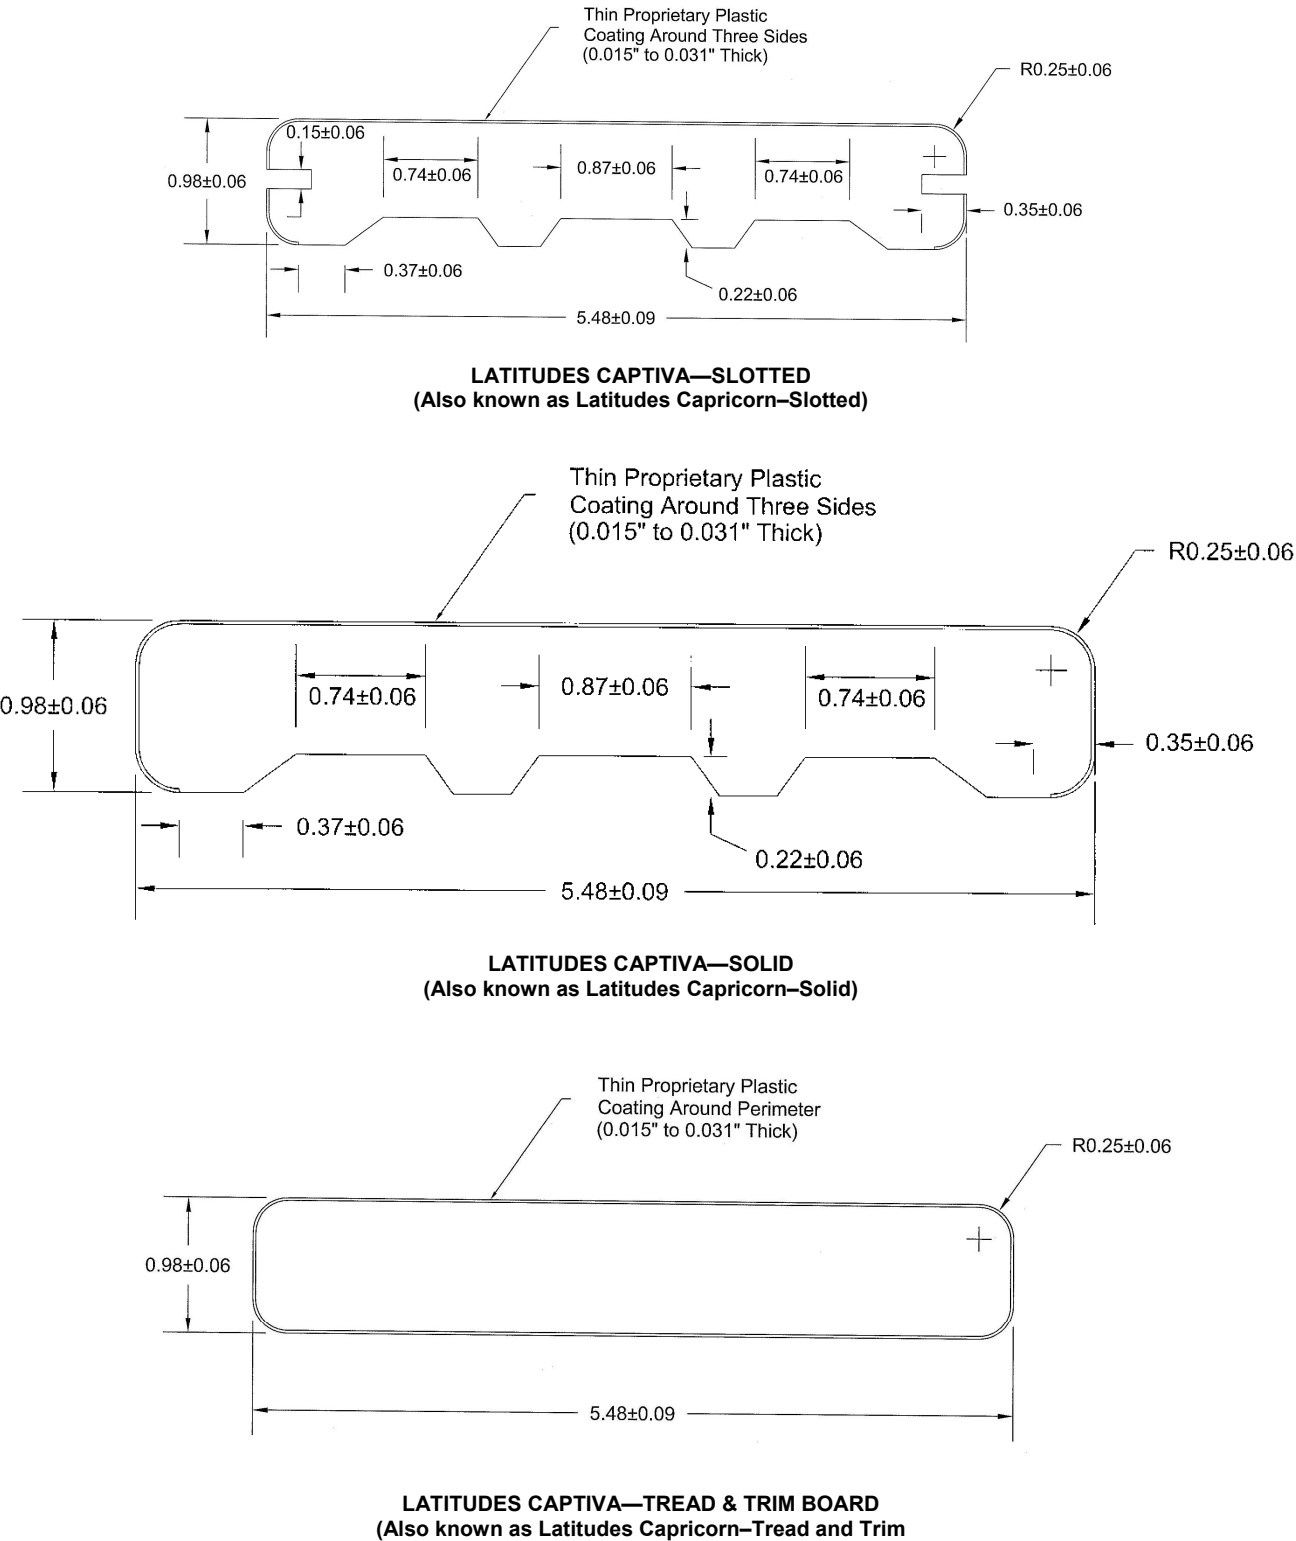 Thin Proprietary Plastic
Coating Around Three Sides
(0.015" to 0.031" Thick)
R0.25±0.06
0.15±0.06
0.98±0.06
0.74±0.06
0.87±0.06
0.74±0.06
0.35±0.06
0.37±0.06
0.22±0.06
5.48±0.09
LATITUDES CAPTIVA—SLOTTED
(Also known as Latitudes Capricorn–Slotted)
Thin Proprietary Plastic
Coating Around Three Sides
(0.015" to 0.031" Thick)
R0.25±0.06
0.98±0.06
0.74±0.06
0.87±0.06
0.74±0.06
0.35±0.06
0.37±0.06
0.22±0.06
5.48±0.09
LATITUDES CAPTIVA—SOLID
(Also known as Latitudes Capricorn–Solid)
Thin Proprietary Plastic
Coating Around Perimeter
(0.015" to 0.031" Thick)
R0.25±0.06
0.98±0.06
5.48±0.09
LATITUDES CAPTIVA—TREAD & TRIM BOARD
(Also known as Latitudes Capricorn–Tread and Trim